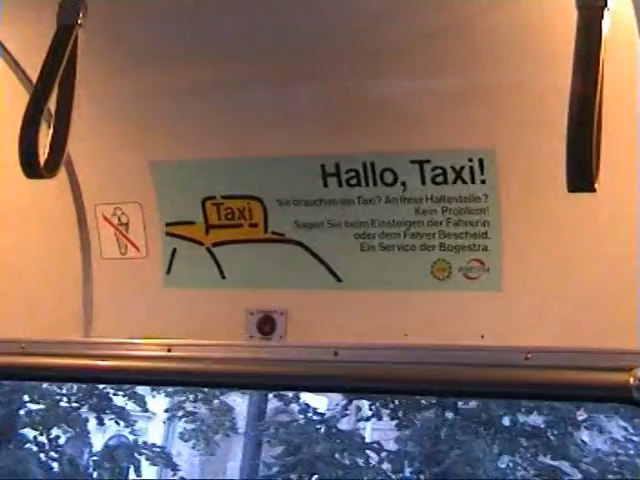 Hallo, Taxi!
Taxi
Sie brauchen ein Taxi? An Ihrer Haltestelle?
Kein Problem!
Sagen Sie beim Einsteigen der Fahrerin
oder dem Fahrer Bescheid.
Ein Service der Bogestra.